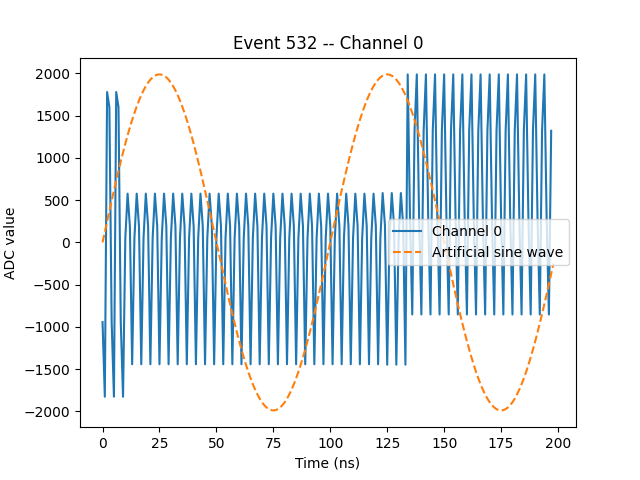 Event 532 -- Channel 0
ADC value
2000
1500
1000
500
0
−500
−1000
−1500
−2000
Channel 0
Artificial sine wave
0 25 50 75 100 125 150 175 200
Time (ns)